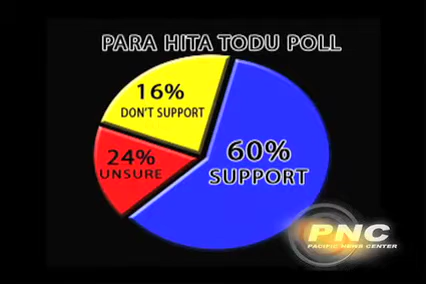 PARA HITA TODU POLL
16%
DON'T SUPPORT
24%
UNSURE
60%
SUPPORT
PNC
PACIFIC NEWS CENTER